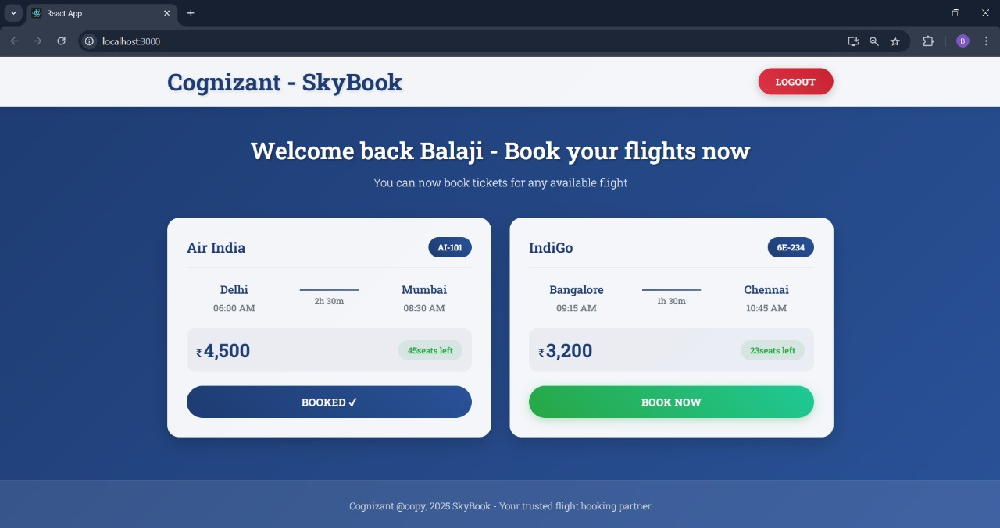 React App
localhost:3000
B
Cognizant - SkyBook
LOGOUT
Welcome back Balaji - Book your flights now
You can now book tickets for any available flight
Air India
AI-101
Delhi
Mumbai
2h 30m
06:00 AM
08:30 AM
₹4,500
45seats left
BOOKED ✓
IndiGo
6E-234
Bangalore
Chennai
1h 30m
09:15 AM
10:45 AM
₹3,200
23seats left
BOOK NOW
Cognizant @copy; 2025 SkyBook - Your trusted flight booking partner